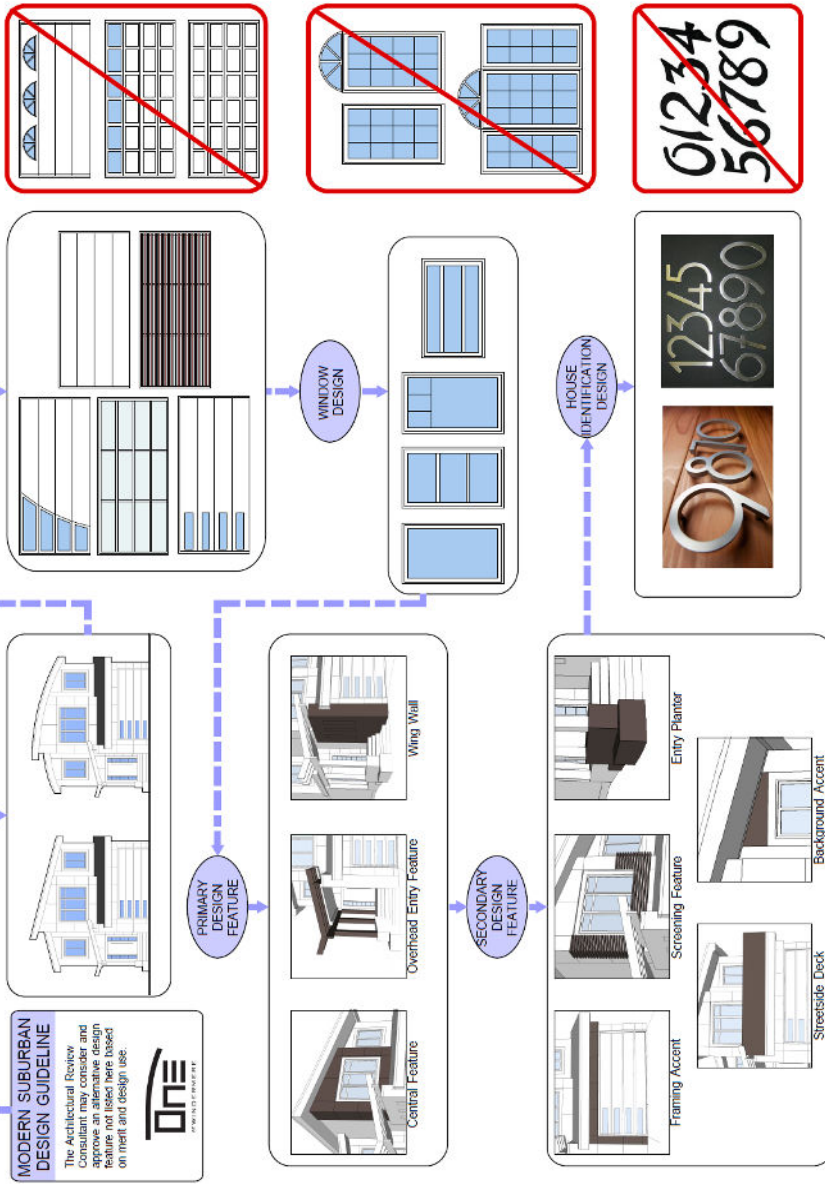 MODERN SUBURBAN
DESIGN GUIDELINE
The Architectural Review
Consultant may consider and
approve an alternative design
feature not listed here based
on merit and design use.
ONE
AT WINDERMERE
PRIMARY
DESIGN
FEATURE
Central Feature
Overhead Entry Feature
Wing Wall
SECONDARY
DESIGN
FEATURE
Framing Accent
Screening Feature
Entry Planter
Streetside Deck
Background Accent
WINDOW
DESIGN
HOUSE
IDENTIFICATION
DESIGN
9810
12345
67890
01234
56789